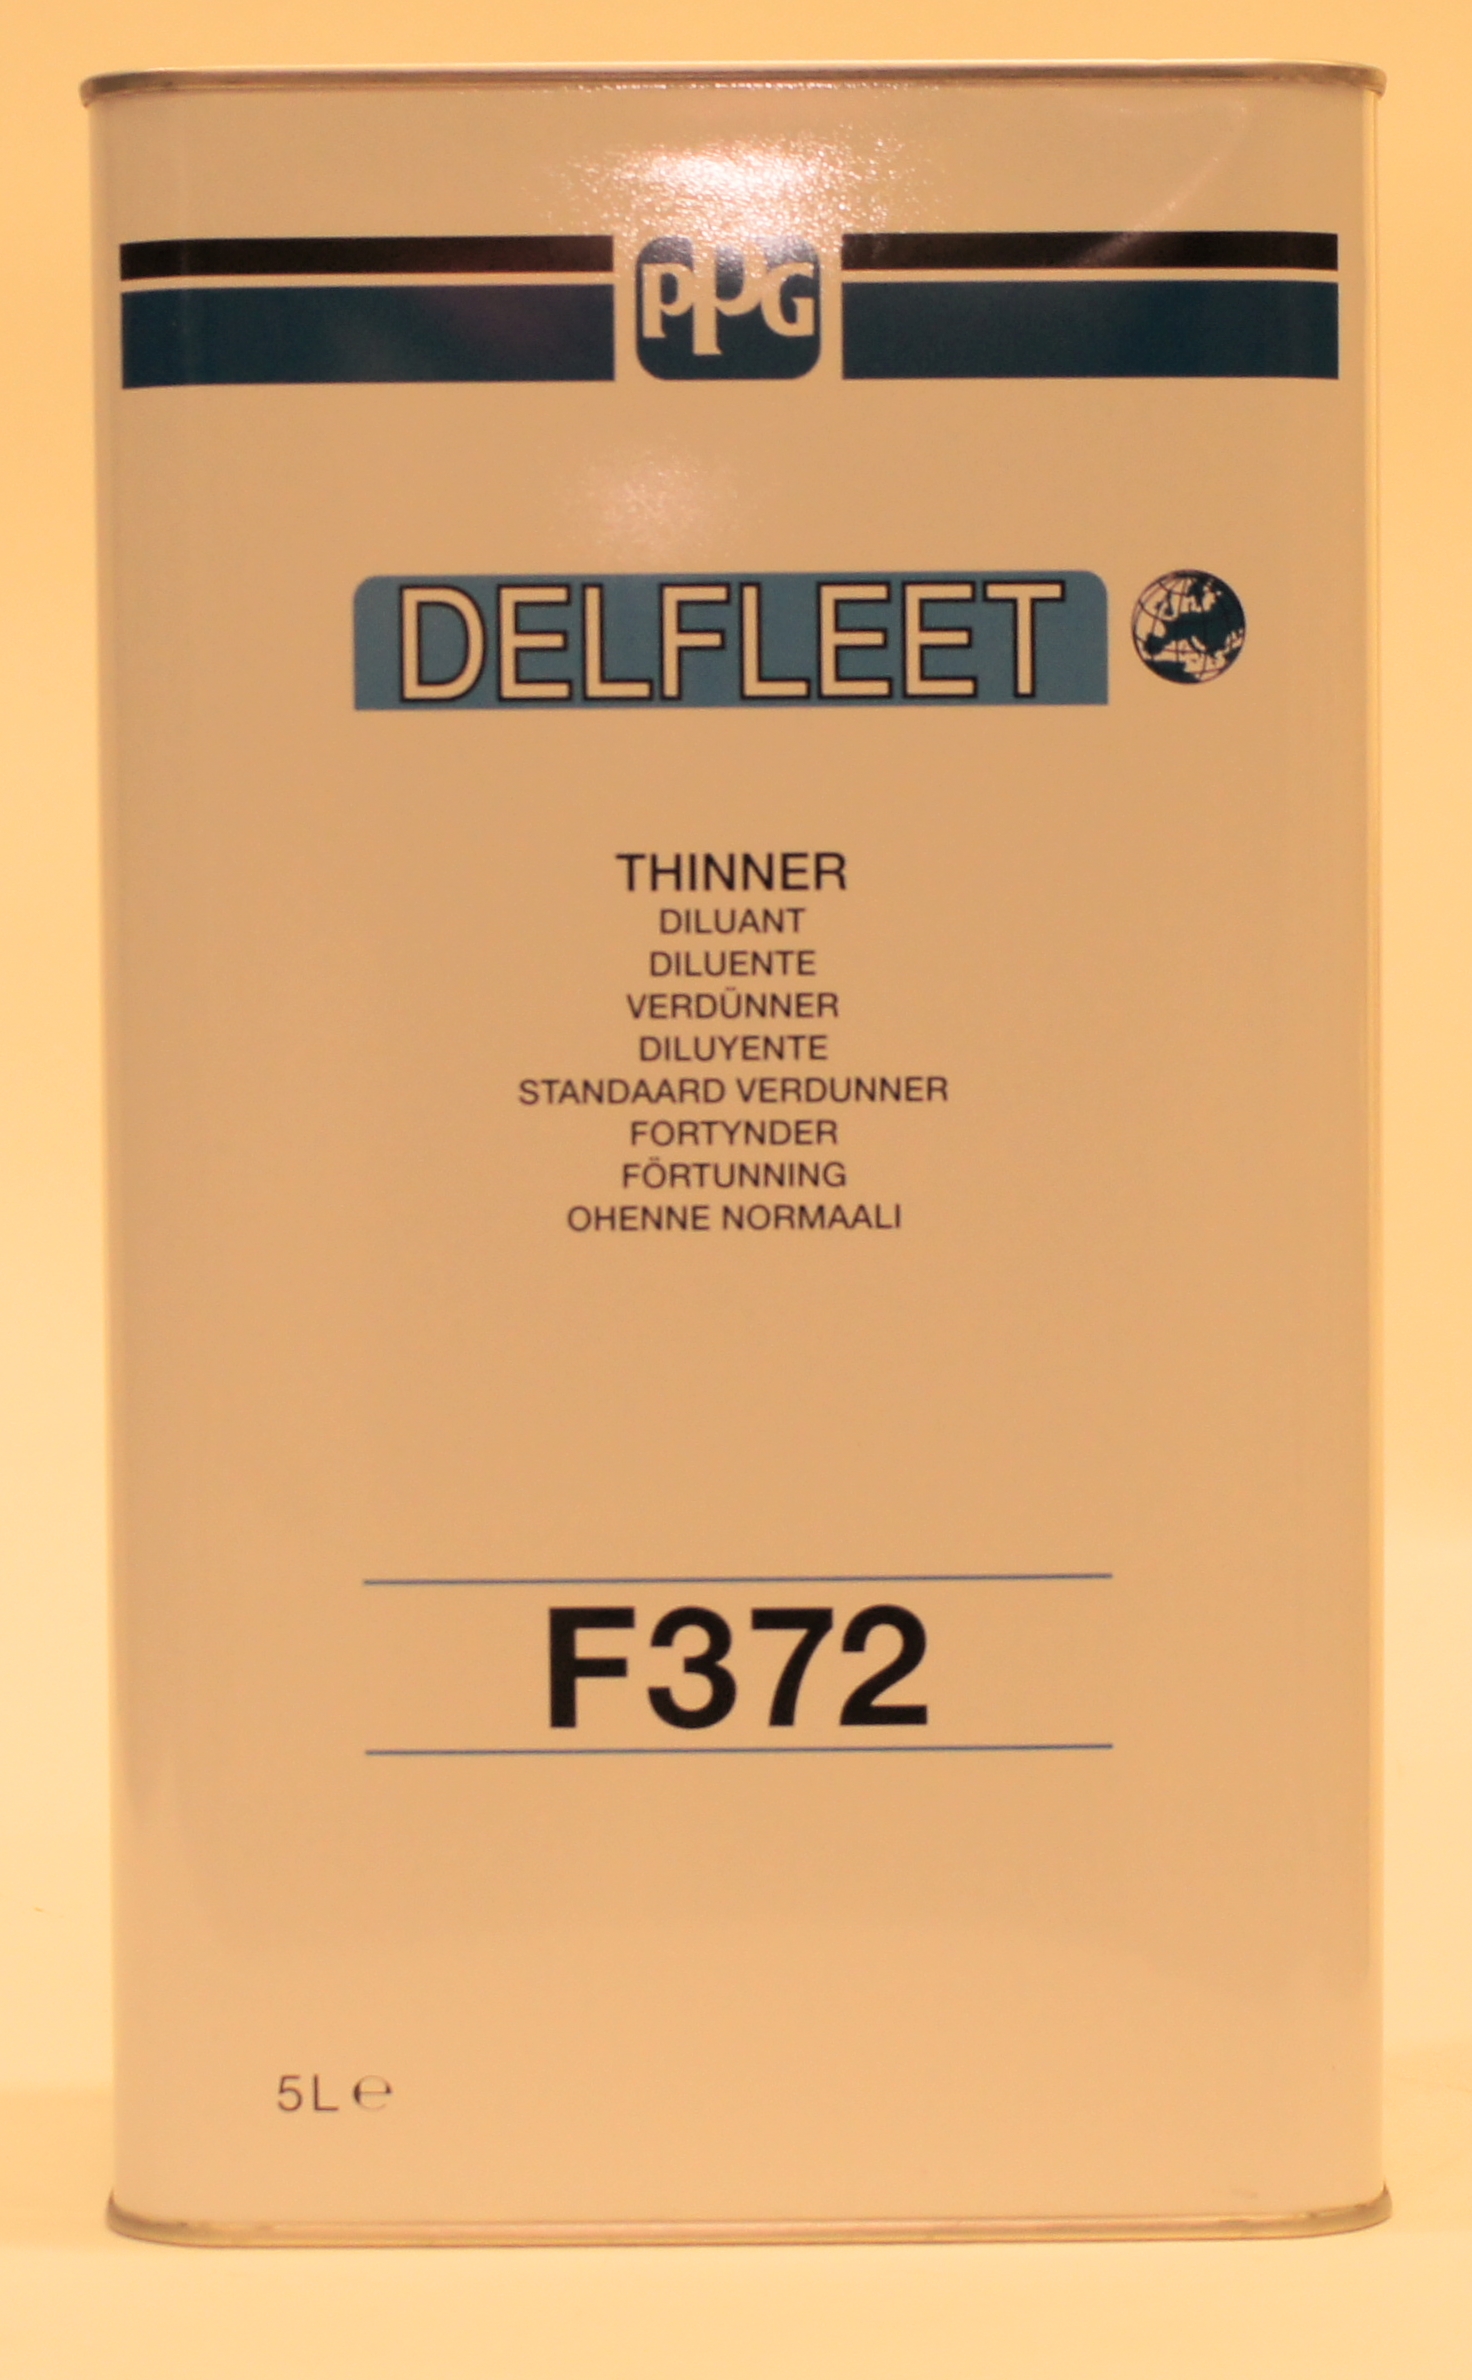 PPG
DELFLEET
THINNER
DILUANT
DILUENTE
VERDÜNNER
DILUYENTE
STANDAARD VERDUNNER
FORTYNDER
FÖRTUNNING
OHENNE NORMAALI
F372
5L ℮